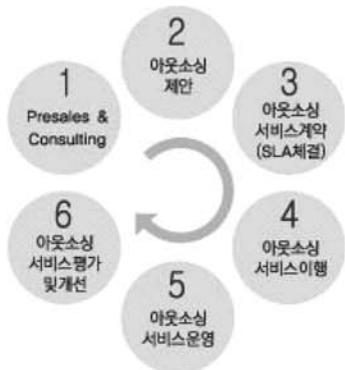 1
Presales &
Consulting
2
아웃소싱
제안
3
아웃소싱
서비스계약
(SLA체결)
4
아웃소싱
서비스이행
5
아웃소싱
서비스운영
6
아웃소싱
서비스평가
및개선